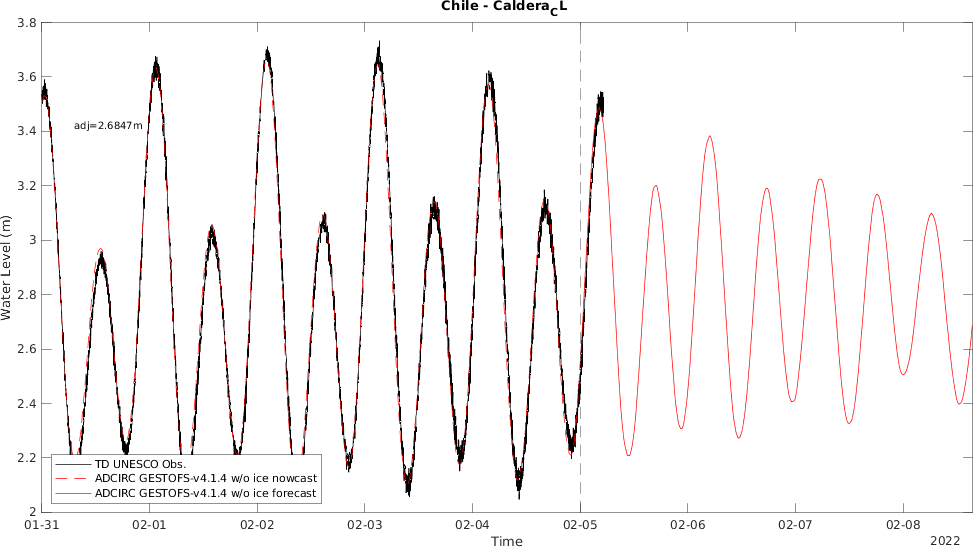 Chile - Caldera_CL
3.8
3.6
3.4
3.2
3
2.8
2.6
2.4
2.2
2
Water Level (m)
adj=2.6847m
TD UNESCO Obs.
ADCIRC GESTOFS-v4.1.4 w/o ice nowcast
ADCIRC GESTOFS-v4.1.4 w/o ice forecast
01-31 02-01 02-02 02-03 02-04 02-05 02-06 02-07 02-08
Time
2022